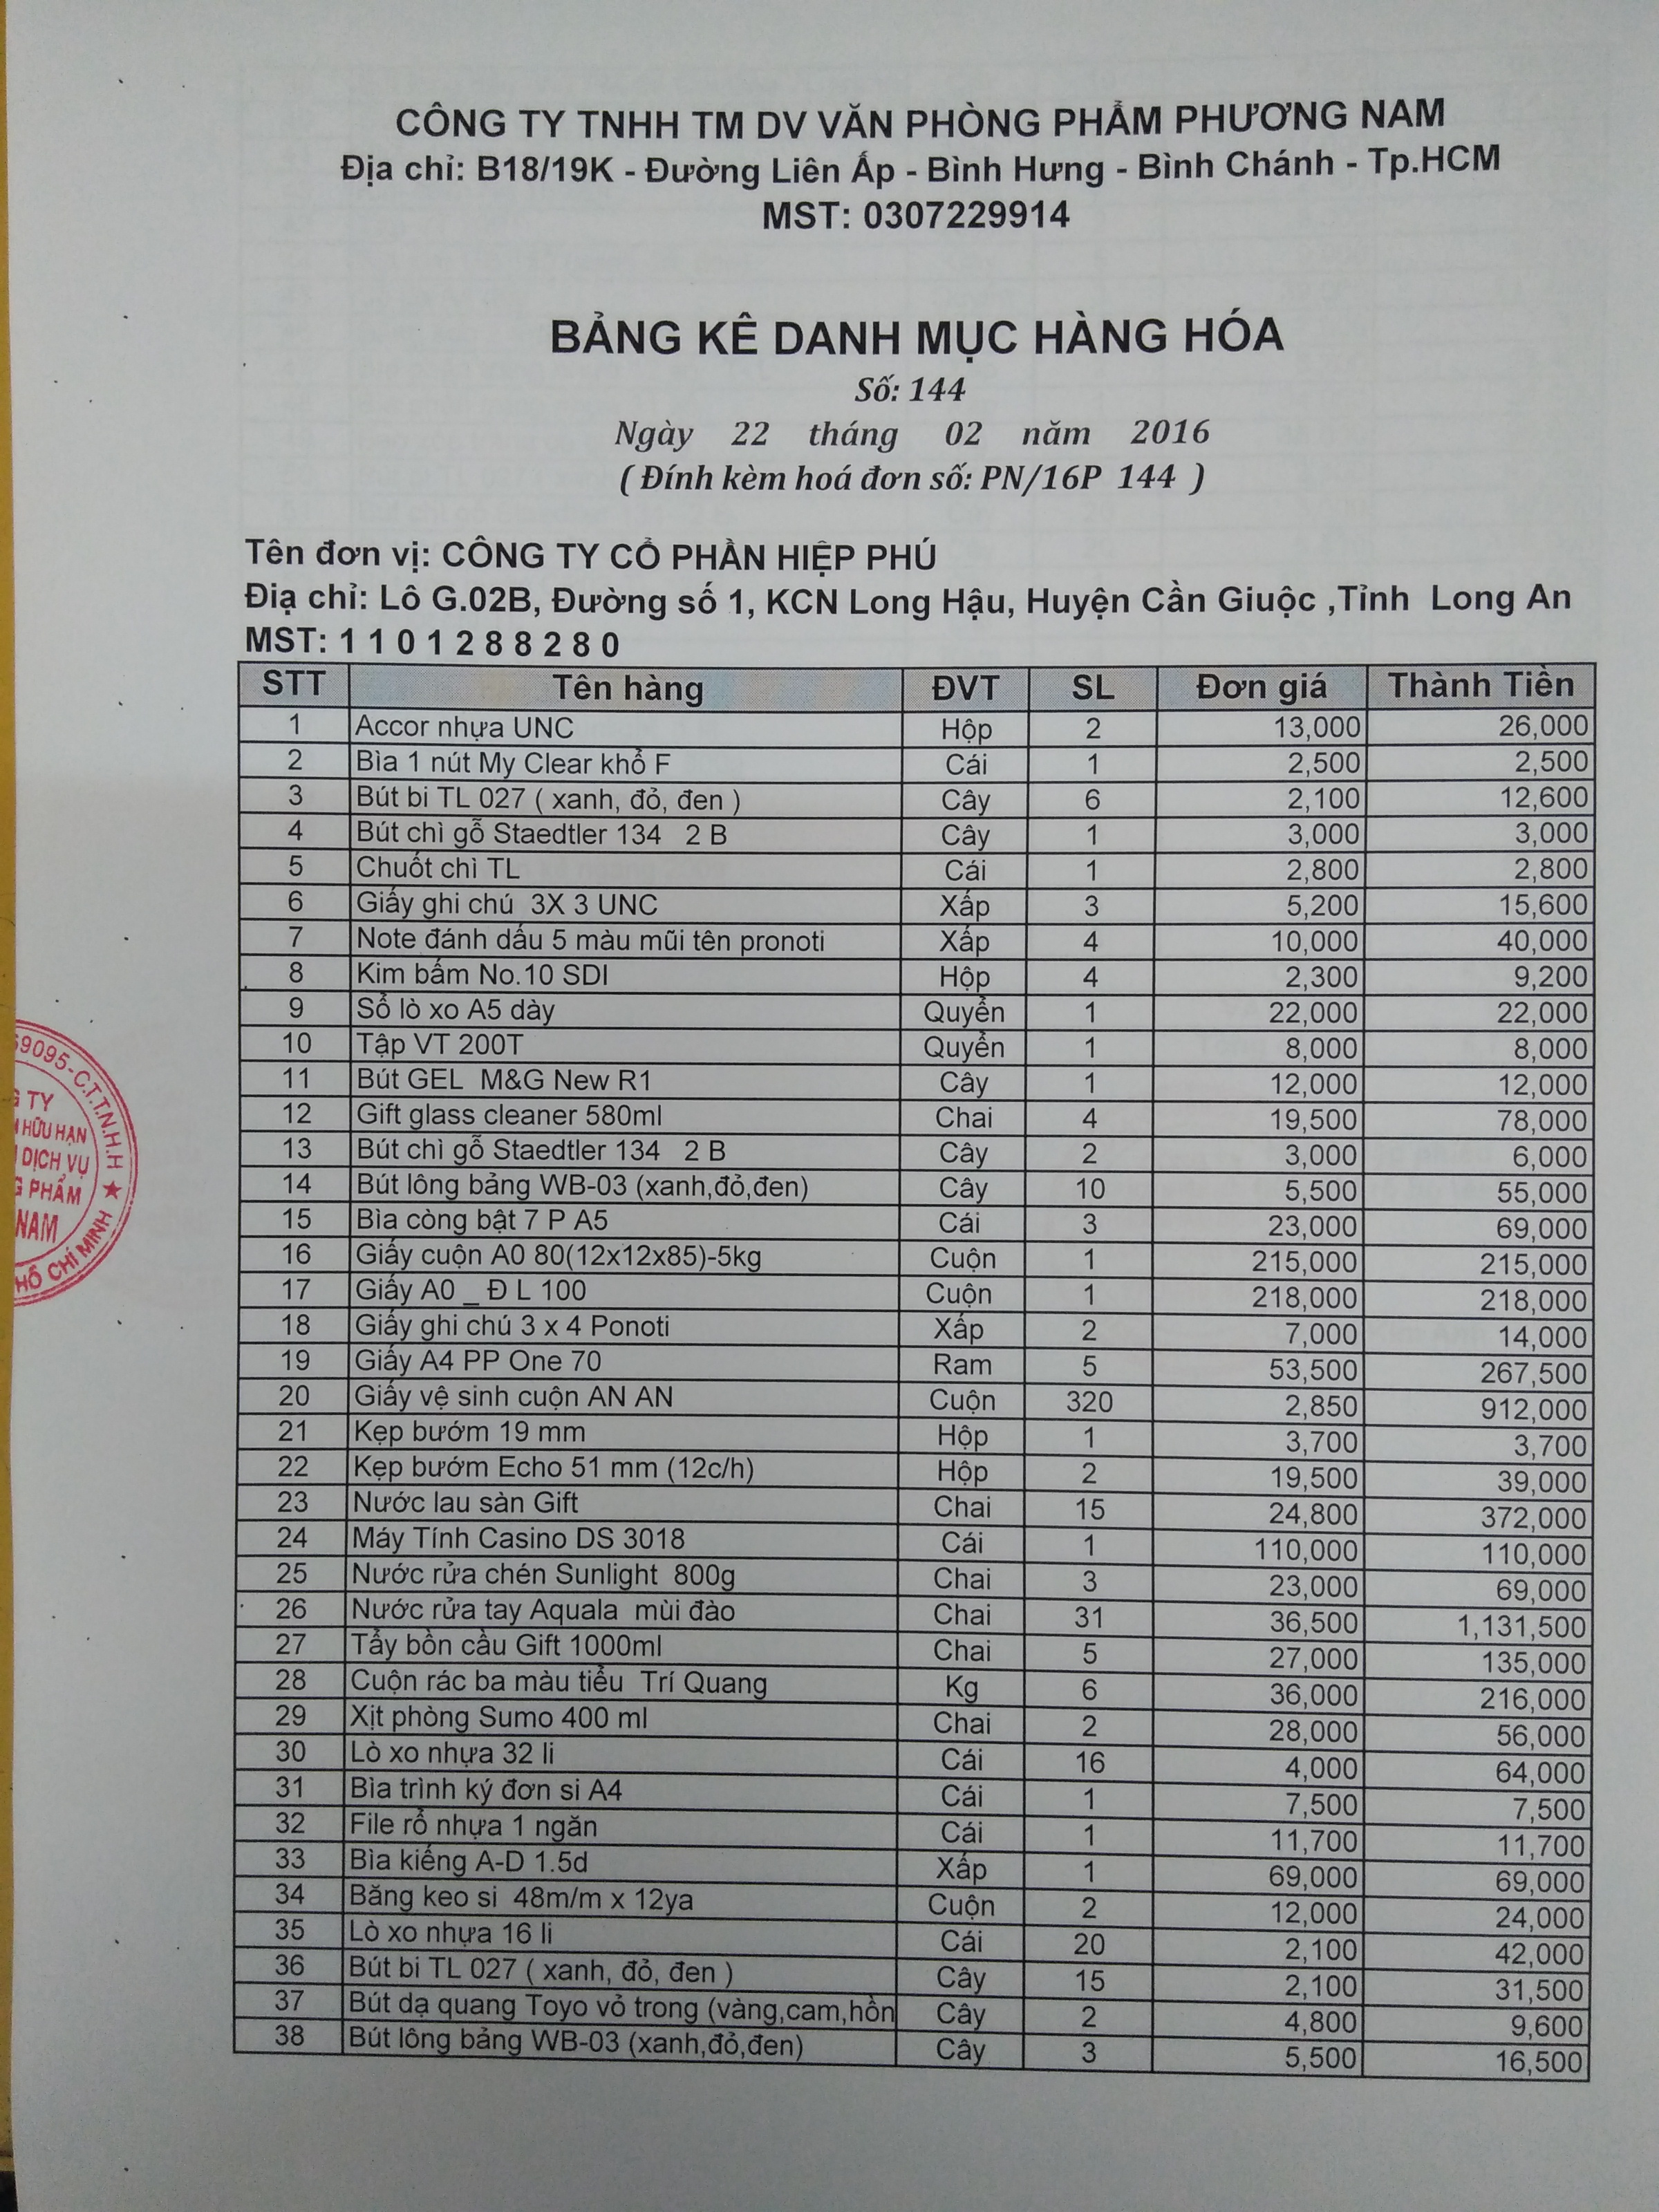 CÔNG TY TNHH TM DV VĂN PHÒNG PHẨM PHƯƠNG NAM
Địa chỉ: B18/19K - Đường Liên Ấp - Bình Hưng - Bình Chánh - Tp.HCM
MST: 0307229914
BẢNG KÊ DANH MỤC HÀNG HÓA
Số: 144
Ngày 22 tháng 02 năm 2016
( Đính kèm hoá đơn số: PN/16P 144 )
Tên đơn vị: CÔNG TY CỔ PHẦN HIỆP PHÚ
Địa chỉ: Lô G.02B, Đường số 1, KCN Long Hậu, Huyện Cần Giuộc ,Tỉnh Long An
MST: 1 1 0 1 2 8 8 2 8 0
STT Tên hàng ĐVT SL Đơn giá Thành Tiền
1 Accor nhựa UNC Hộp 2 13,000 26,000
2 Bìa 1 nút My Clear khổ F Cái 1 2,500 2,500
3 Bút bi TL 027 ( xanh, đỏ, đen ) Cây 6 2,100 12,600
4 Bút chì gỗ Staedtler 134 2 B Cây 1 3,000 3,000
5 Chuốt chì TL Cái 1 2,800 2,800
6 Giấy ghi chú 3X 3 UNC Xấp 3 5,200 15,600
7 Note đánh dấu 5 màu mũi tên pronoti Xấp 4 10,000 40,000
8 Kim bấm No.10 SDI Hộp 4 2,300 9,200
9 Sổ lò xo A5 dày Quyển 1 22,000 22,000
10 Tập VT 200T Quyển 1 8,000 8,000
11 Bút GEL M&G New R1 Cây 1 12,000 12,000
12 Gift glass cleaner 580ml Chai 4 19,500 78,000
13 Bút chì gỗ Staedtler 134 2 B Cây 2 3,000 6,000
14 Bút lông bảng WB-03 (xanh,đỏ,đen) Cây 10 5,500 55,000
15 Bìa còng bật 7 P A5 Cái 3 23,000 69,000
16 Giấy cuộn A0 80(12x12x85)-5kg Cuộn 1 215,000 215,000
17 Giấy A0 _ Đ L 100 Cuộn 1 218,000 218,000
18 Giấy ghi chú 3 x 4 Ponoti Xấp 2 7,000 14,000
19 Giấy A4 PP One 70 Ram 5 53,500 267,500
20 Giấy vệ sinh cuộn AN AN Cuộn 320 2,850 912,000
21 Kẹp bướm 19 mm Hộp 1 3,700 3,700
22 Kẹp bướm Echo 51 mm (12c/h) Hộp 2 19,500 39,000
23 Nước lau sàn Gift Chai 15 24,800 372,000
24 Máy Tính Casino DS 3018 Cái 1 110,000 110,000
25 Nước rửa chén Sunlight 800g Chai 3 23,000 69,000
26 Nước rửa tay Aquala mùi đào Chai 31 36,500 1,131,500
27 Tẩy bồn cầu Gift 1000ml Chai 5 27,000 135,000
28 Cuộn rác ba màu tiểu Trí Quang Kg 6 36,000 216,000
29 Xịt phòng Sumo 400 ml Chai 2 28,000 56,000
30 Lò xo nhựa 32 li Cái 16 4,000 64,000
31 Bìa trình ký đơn si A4 Cái 1 7,500 7,500
32 File rổ nhựa 1 ngăn Cái 1 11,700 11,700
33 Bìa kiếng A-D 1.5d Xấp 1 69,000 69,000
34 Băng keo si 48m/m x 12ya Cuộn 2 12,000 24,000
35 Lò xo nhựa 16 li Cái 20 2,100 42,000
36 Bút bi TL 027 ( xanh, đỏ, đen ) Cây 15 2,100 31,500
37 Bút dạ quang Toyo vỏ trong (vàng,cam,hồn Cây 2 4,800 9,600
38 Bút lông bảng WB-03 (xanh,đỏ,đen) Cây 3 5,500 16,500
59095-C.T.T.N.H.H ★
TY
HỮU HẠN
DỊCH VỤ
PHẨM
NAM
HỒ CHÍ MINH